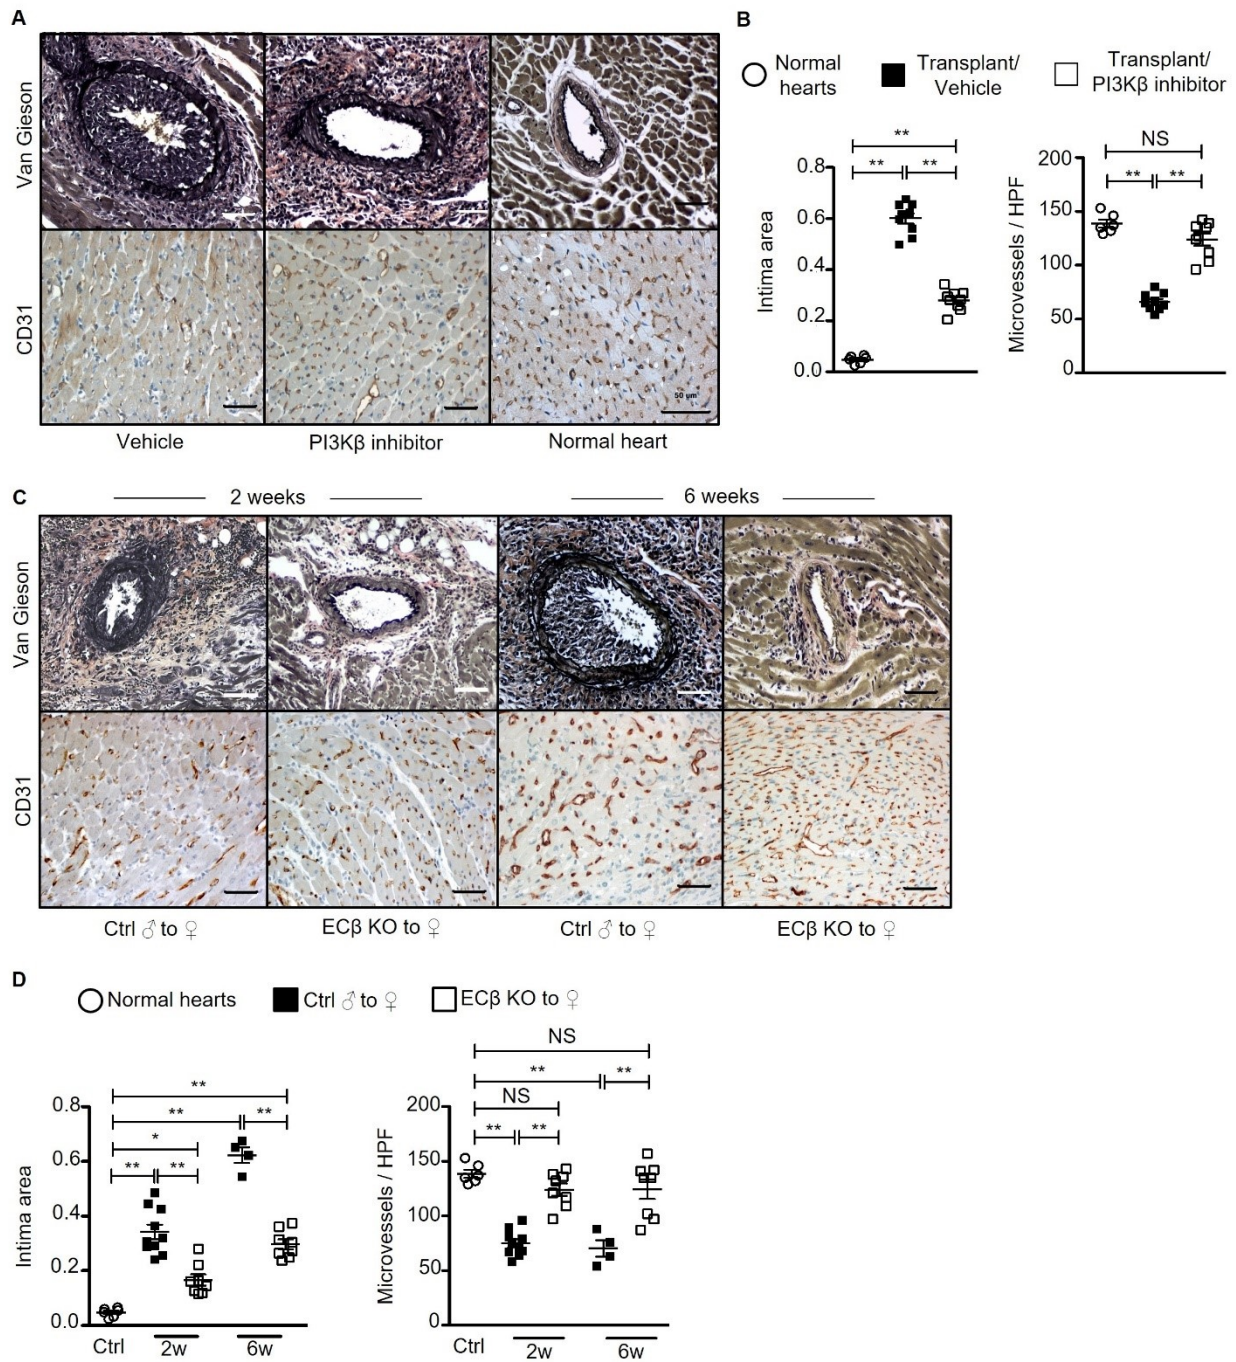 A
Van Gieson
CD31
50 µm
Vehicle
PI3Kβ inhibitor
Normal heart
B
Normal hearts
Transplant/ Vehicle
Transplant/ PI3Kβ inhibitor
**
** **
0.8
0.6
0.4
0.2
0.0
Intima area
NS
** **
200
150
100
50
0
Microvessels / HPF
C
2 weeks
6 weeks
Van Gieson
CD31
Ctrl ♂ to ♀
ECβ KO to ♀
Ctrl ♂ to ♀
ECβ KO to ♀
D
Normal hearts
Ctrl ♂ to ♀
ECβ KO to ♀
**
** **
*
** **
0.8
0.6
0.4
0.2
0.0
Intima area
Ctrl
2w
6w
NS
** **
NS
** **
200
150
100
50
0
Microvessels / HPF
Ctrl
2w
6w